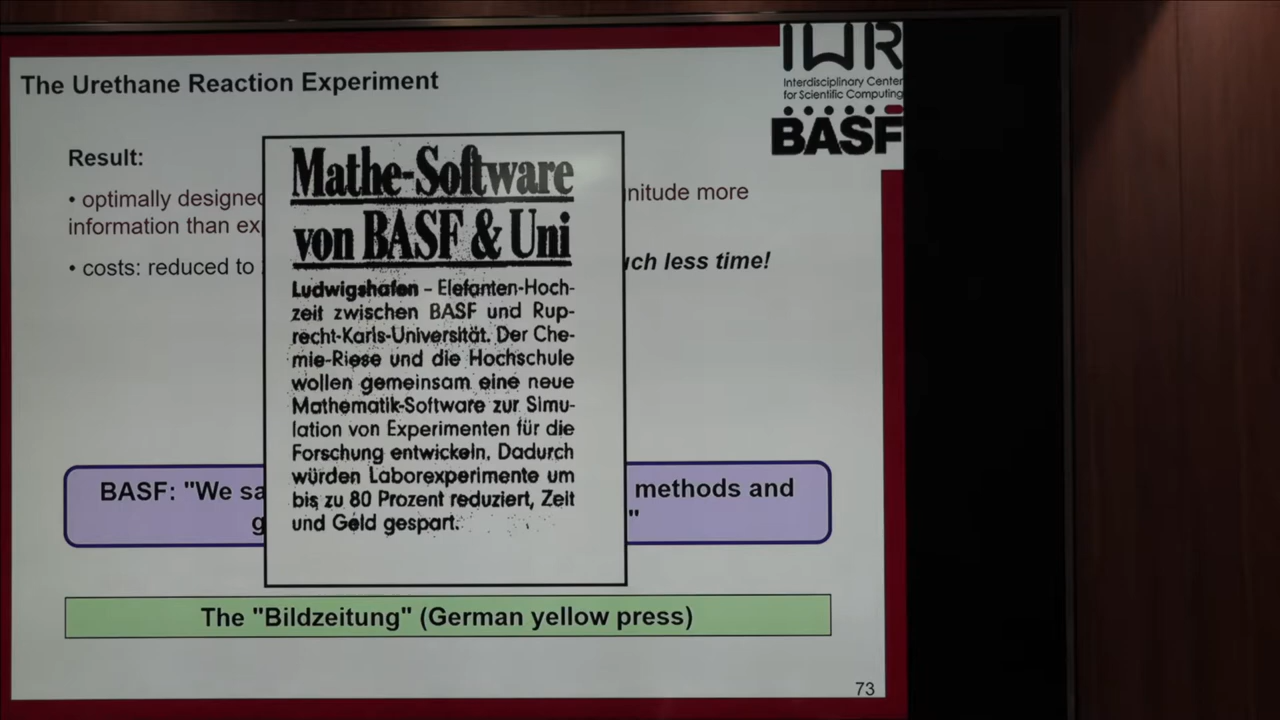 The Urethane Reaction Experiment
IWR
Interdisciplinary Center
for Scientific Computing
BASF
Result:
• optimally designed
nitude more
information than
• costs: reduced to
less time!
Mathe-Software
von BASF & Uni
Ludwigshafen – Elefanten-Hoch-
zeit zwischen BASF und Rup-
recht-Karls-Universität. Der Che-
mie-Riese und die Hochschule
wollen gemeinsam eine neue
Mathematik-Software zur Simu-
lation von Experimenten für die
Forschung entwickeln. Dadurch
würden Laborexperimente um
bis zu 80 Prozent reduziert, Zeit
und Geld gespart.
BASF: "We
methods and
"
The "Bildzeitung" (German yellow press)
73